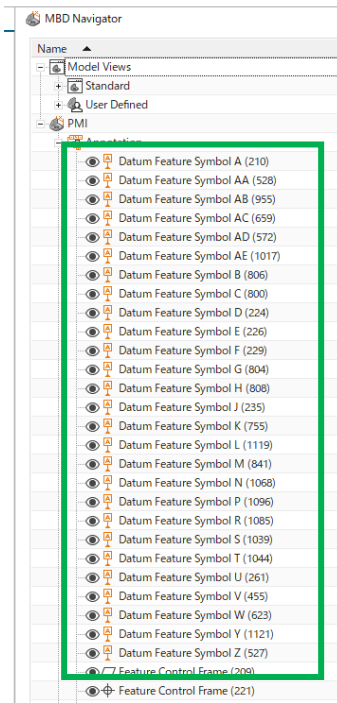 MBD Navigator
Name
Model Views
Standard
User Defined
PMI
Annotation
Datum Feature Symbol A (210)
Datum Feature Symbol AA (528)
Datum Feature Symbol AB (955)
Datum Feature Symbol AC (659)
Datum Feature Symbol AD (572)
Datum Feature Symbol AE (1017)
Datum Feature Symbol B (806)
Datum Feature Symbol C (800)
Datum Feature Symbol D (224)
Datum Feature Symbol E (226)
Datum Feature Symbol F (229)
Datum Feature Symbol G (804)
Datum Feature Symbol H (808)
Datum Feature Symbol J (235)
Datum Feature Symbol K (755)
Datum Feature Symbol L (1119)
Datum Feature Symbol M (841)
Datum Feature Symbol N (1068)
Datum Feature Symbol P (1096)
Datum Feature Symbol R (1085)
Datum Feature Symbol S (1039)
Datum Feature Symbol T (1044)
Datum Feature Symbol U (261)
Datum Feature Symbol V (455)
Datum Feature Symbol W (623)
Datum Feature Symbol Y (1121)
Datum Feature Symbol Z (527)
Feature Control Frame (209)
Feature Control Frame (221)